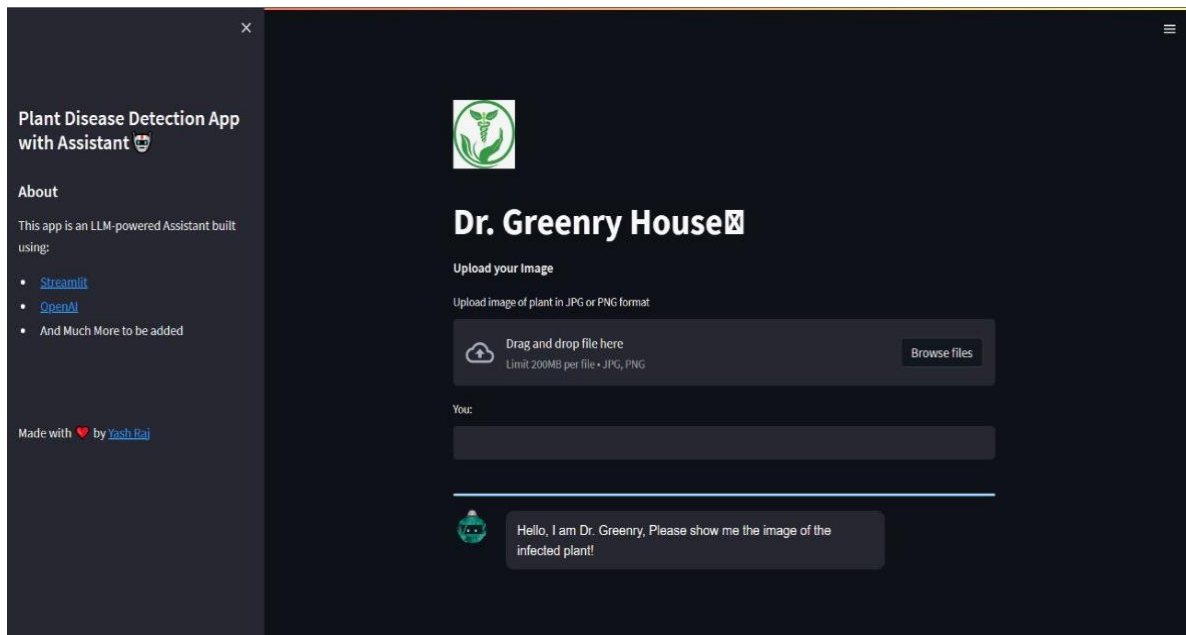 Plant Disease Detection App
with Assistant
About
This app is an LLM-powered Assistant built
using:
Streamlit
OpenAI
And Much More to be added
Made with ❤️ by Yash Raj
Dr. Greenry House
Upload your Image
Upload image of plant in JPG or PNG format
Drag and drop file here
Limit 200MB per file • JPG, PNG
Browse files
You:
Hello, I am Dr. Greenry, Please show me the image of the
infected plant!